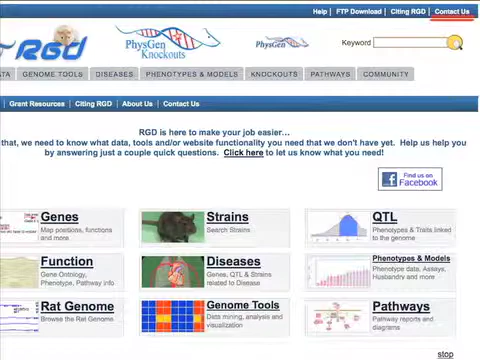 Help | FTP Download | Citing RGD | Contact Us
RGD
PhysGen
Knockouts
PhysGen
Keyword
ATA GENOME TOOLS DISEASES PHENOTYPES & MODELS KNOCKOUTS PATHWAYS COMMUNITY
| Grant Resources | Citing RGD | About Us | Contact Us
RGD is here to make your job easier…
that, we need to know what data, tools and/or website functionality you need that we don't have yet. Help us help you
by answering just a couple quick questions. Click here to let us know what you need!
Find us on
Facebook
Genes
Map positions, functions
and more
Strains
Search Strains
QTL
Phenotypes & Traits linked
to the genome
Function
Gene Ontrology,
Phenotype, Pathway info
Diseases
Genes, QTL & Strains
related to Disease
Phenotypes & Models
Phenotype data, Assays,
Husbandry and more
Rat Genome
Browse the Rat Genome
Genome Tools
Data mining, analysis and
visualization
Pathways
Pathway reports and
diagrams
stop